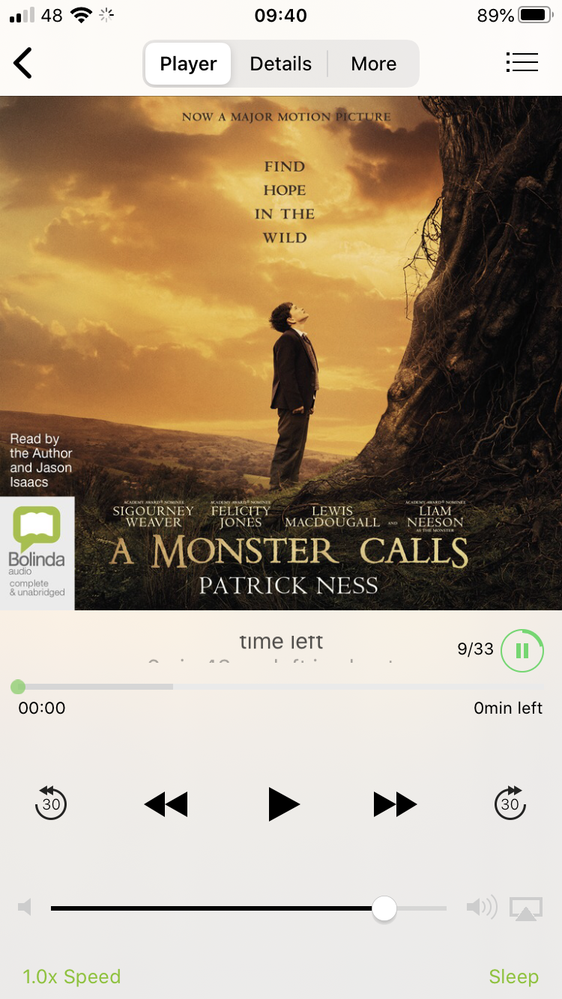 48
09:40
89%
Player
Details
More
NOW A MAJOR MOTION PICTURE
FIND
HOPE
IN THE
WILD
Read by
the Author
and Jason
Isaacs
ACADEMY AWARD® NOMINEE
SIGOURNEY
WEAVER
ACADEMY AWARD® NOMINEE
FELICITY
JONES
LEWIS
MACDOUGALL
AND
ACADEMY AWARD® NOMINEE
LIAM
NEESON
AS THE MONSTER
A MONSTER CALLS
PATRICK NESS
Bolinda
audio
complete
& unabridged
time left
9/33
00:00
0min left
30
30
1.0x Speed
Sleep